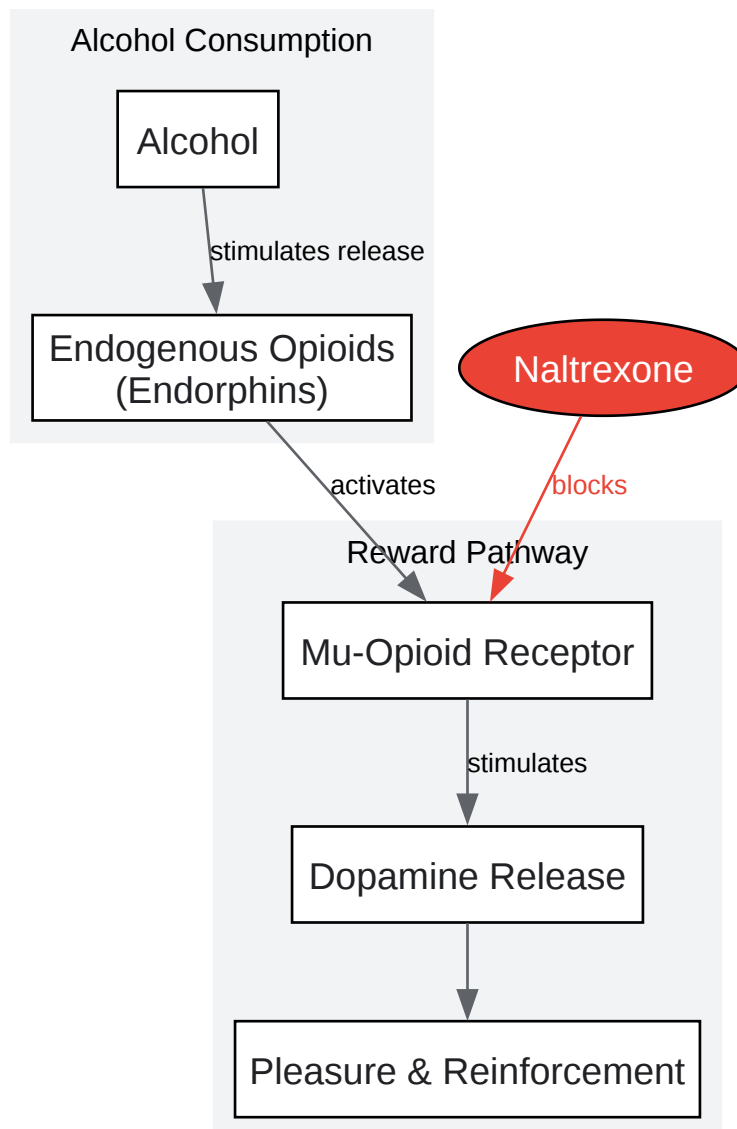 Alcohol Consumption
Alcohol
stimulates release
Endogenous Opioids
(Endorphins)
Naltrexone
activates
blocks
Reward Pathway
Mu-Opioid Receptor
stimulates
Dopamine Release
Pleasure & Reinforcement